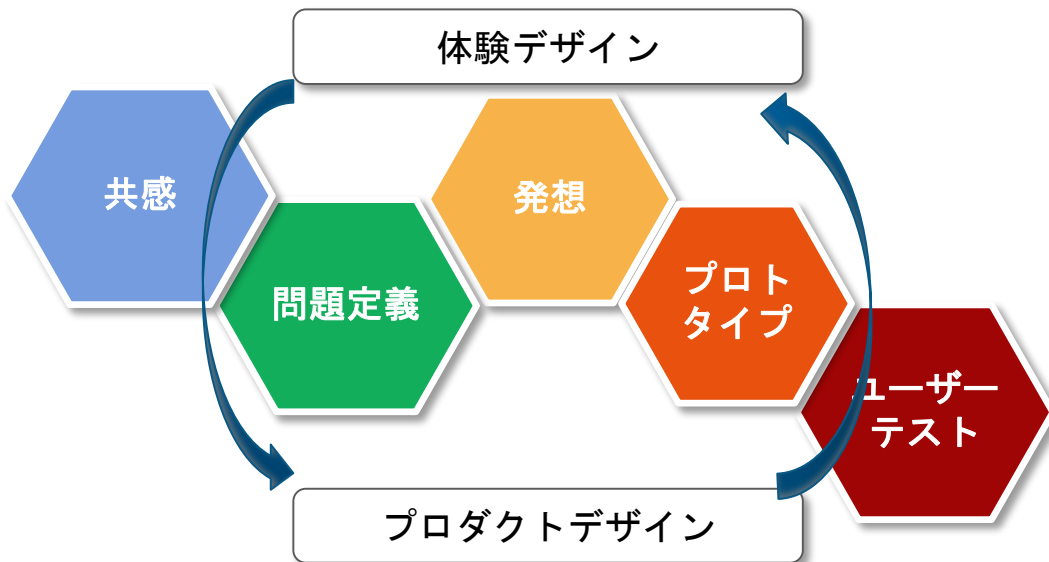 体験デザイン
共感
発想
問題定義
プロト
タイプ
ユーザー
テスト
プロダクトデザイン